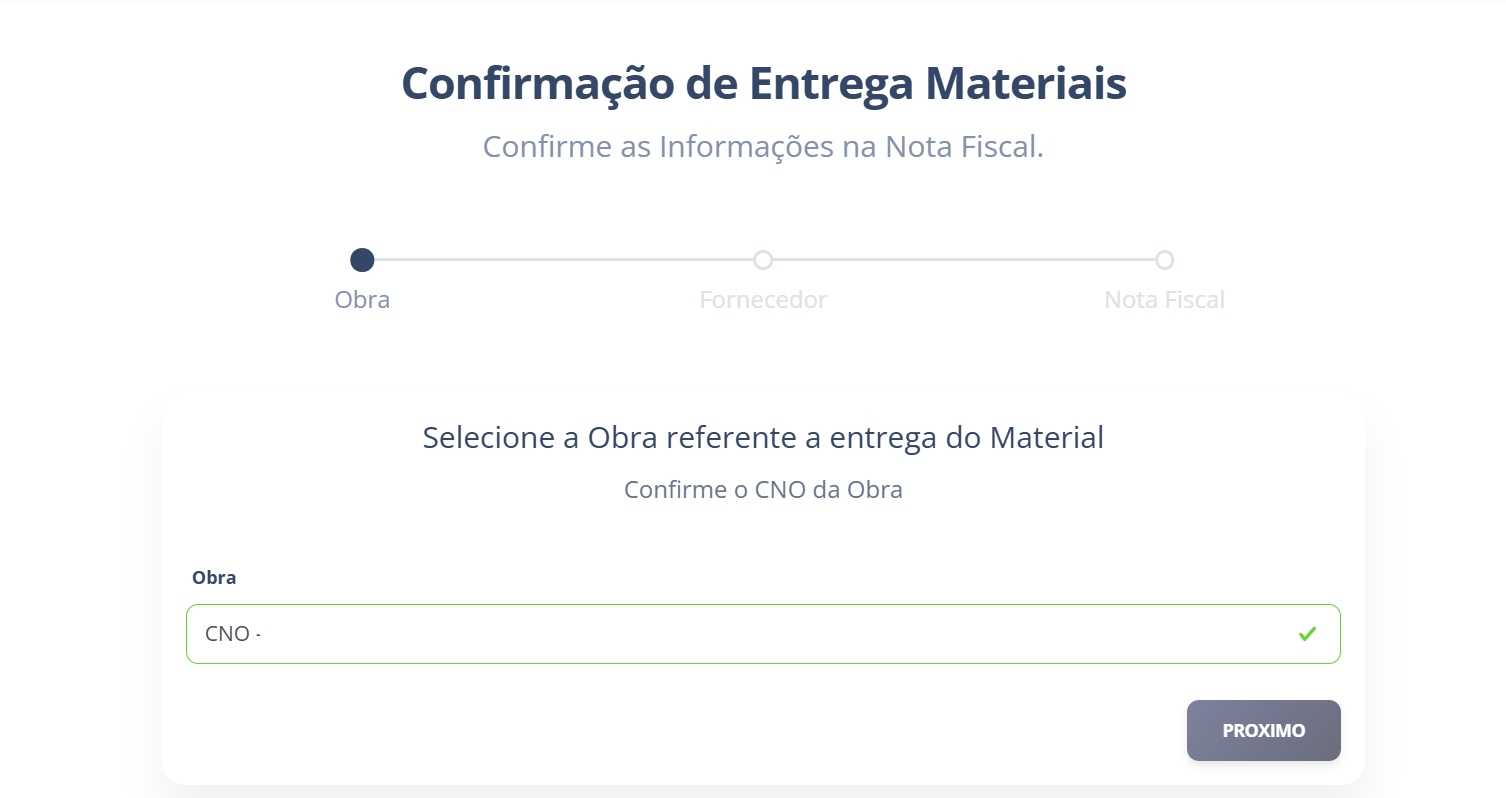 Confirmação de Entrega Materiais
Confirme as Informações na Nota Fiscal.
Obra
Fornecedor
Nota Fiscal
Selecione a Obra referente a entrega do Material
Confirme o CNO da Obra
Obra
CNO -
PROXIMO